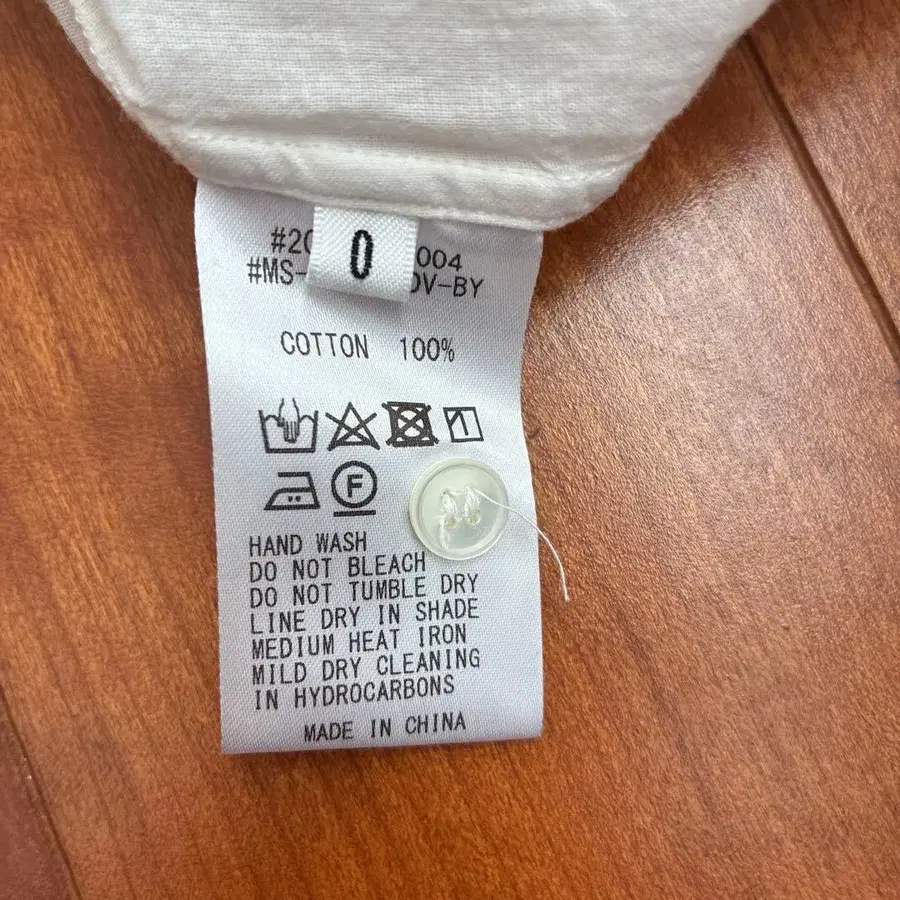 0
#20 004
#MS- OV-BY
COTTON 100%
F
HAND WASH
DO NOT BLEACH
DO NOT TUMBLE DRY
LINE DRY IN SHADE
MEDIUM HEAT IRON
MILD DRY CLEANING
IN HYDROCARBONS
MADE IN CHINA